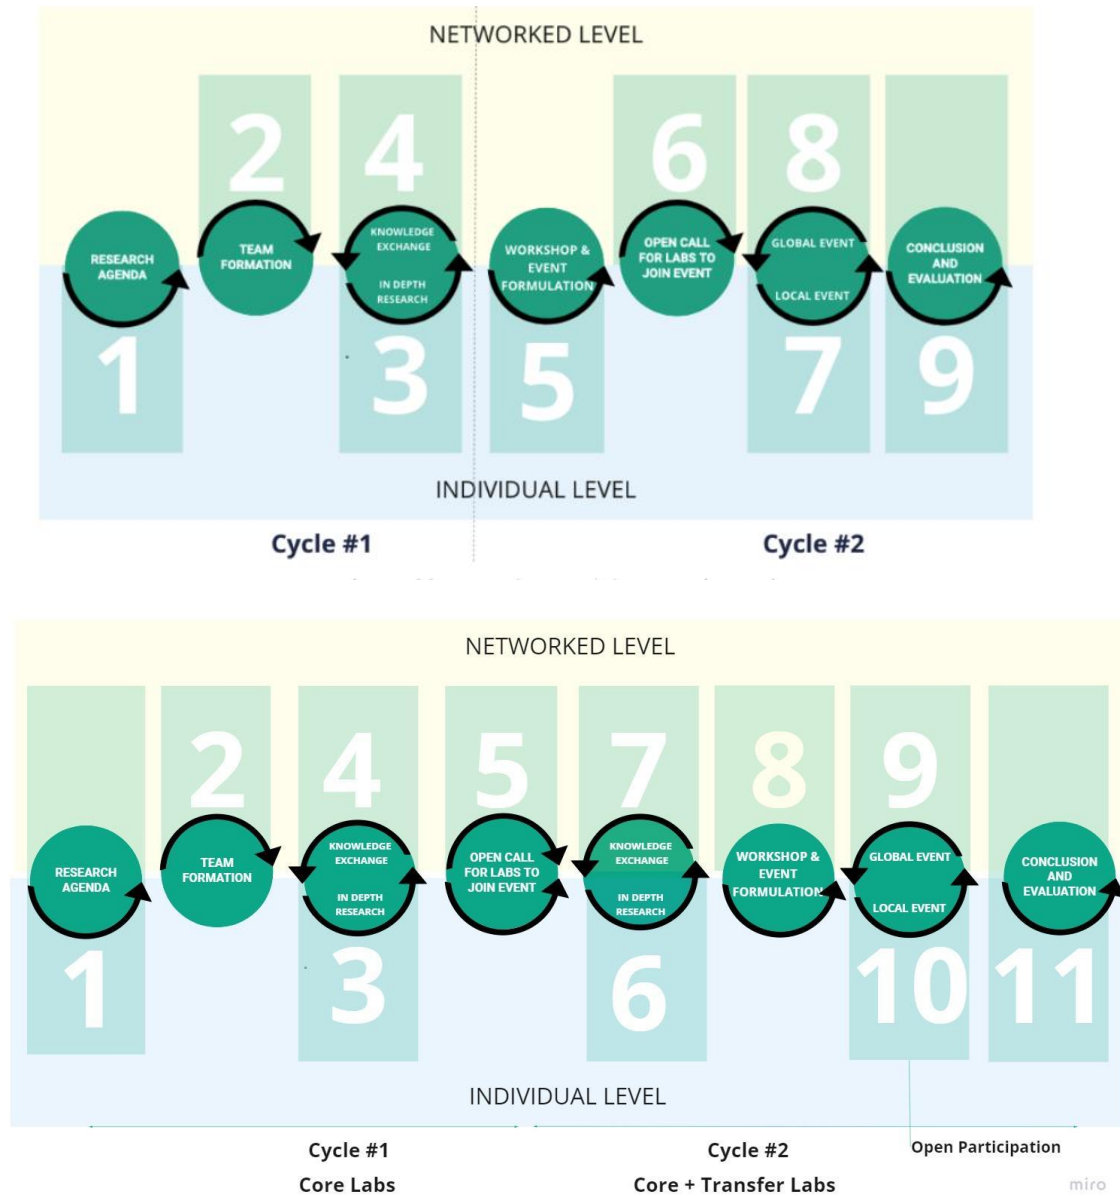 NETWORKED LEVEL
2
4
6
8
RESEARCH
AGENDA
TEAM
FORMATION
KNOWLEDGE
EXCHANGE
IN DEPTH
RESEARCH
WORKSHOP &
EVENT
FORMULATION
OPEN CALL
FOR LABS TO
JOIN EVENT
GLOBAL EVENT
LOCAL EVENT
CONCLUSION
AND
EVALUATION
1
3
5
7
9
INDIVIDUAL LEVEL
Cycle #1
Cycle #2
NETWORKED LEVEL
2
4
5
7
8
9
RESEARCH
AGENDA
TEAM
FORMATION
KNOWLEDGE
EXCHANGE
IN DEPTH
RESEARCH
OPEN CALL
FOR LABS TO
JOIN EVENT
KNOWLEDGE
EXCHANGE
IN DEPTH
RESEARCH
WORKSHOP &
EVENT
FORMULATION
GLOBAL EVENT
LOCAL EVENT
CONCLUSION
AND
EVALUATION
1
3
6
10
11
INDIVIDUAL LEVEL
Cycle #1
Core Labs
Cycle #2
Core + Transfer Labs
Open Participation
miro